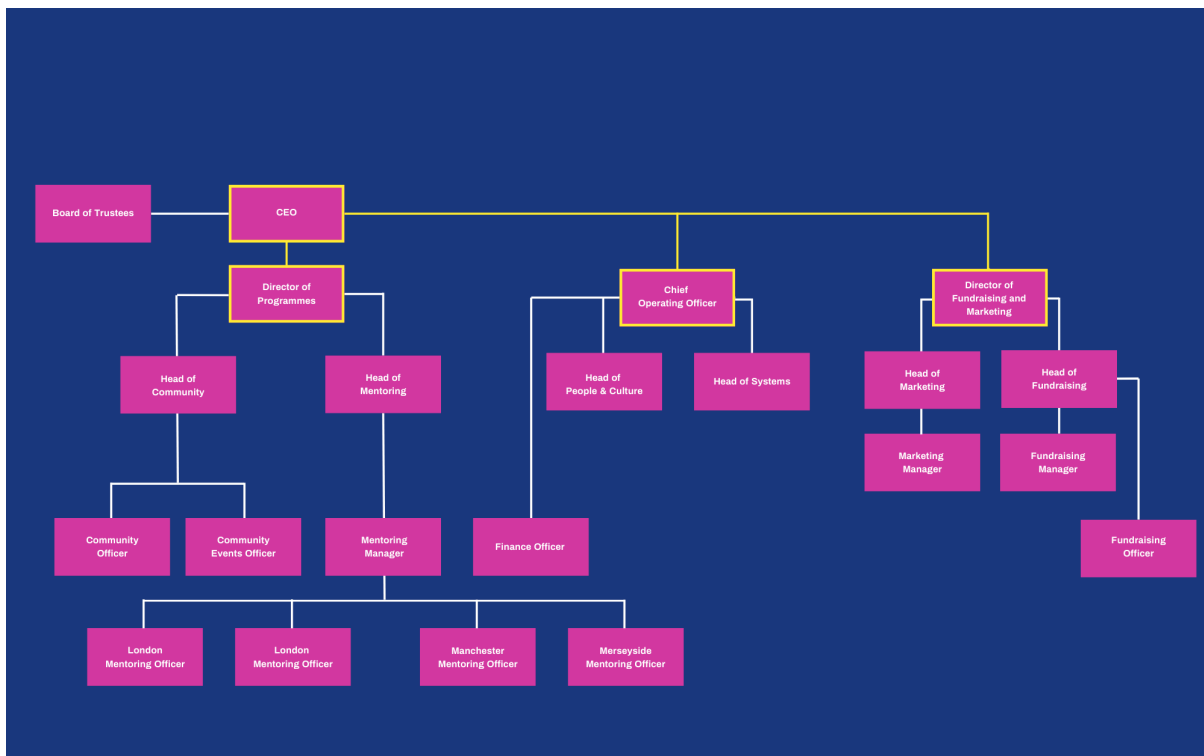 Board of Trustees
CEO
Director of
Programmes
Chief
Operating Officer
Director of
Fundraising and
Marketing
Head of
Community
Head of
Mentoring
Head of
People & Culture
Head of Systems
Head of
Marketing
Head of
Fundraising
Marketing
Manager
Fundraising
Manager
Community
Officer
Community
Events Officer
Mentoring
Manager
Finance Officer
Fundraising
Officer
London
Mentoring Officer
London
Mentoring Officer
Manchester
Mentoring Officer
Merseyside
Mentoring Officer